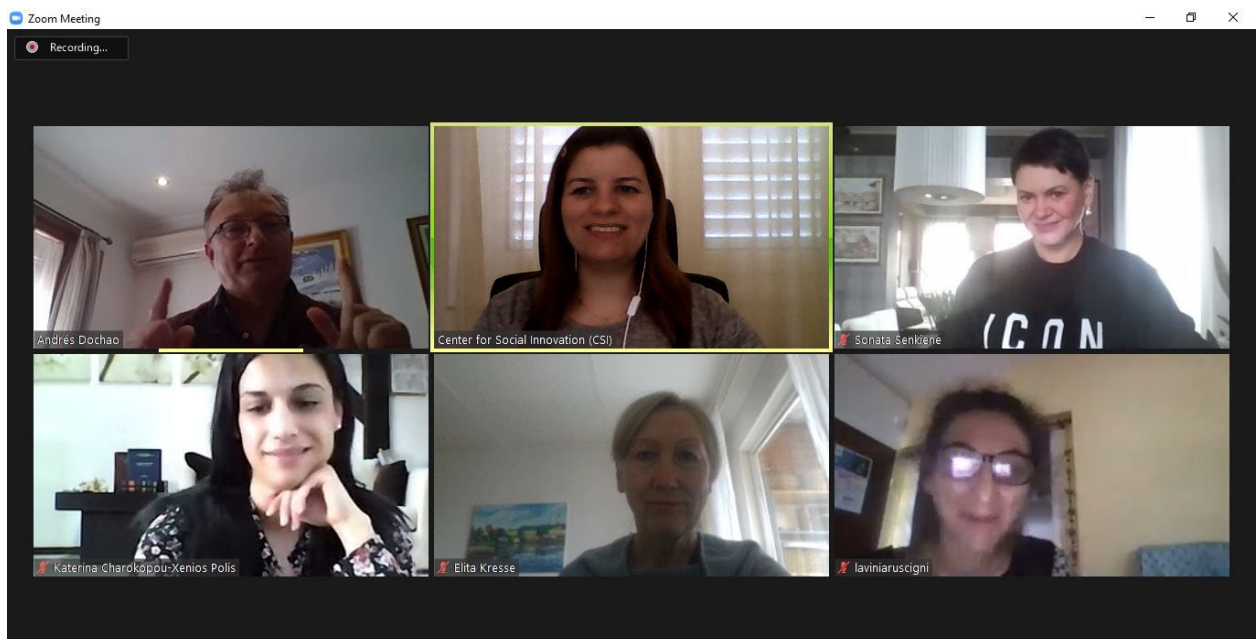 Zoom Meeting
Recording...
Andrés Dochao
Center for Social Innovation (CSI)
Sonata Senkiene
ICON
Katerina Charokopou-Xenios Polis
Elita Kresse
laviniaruscigni